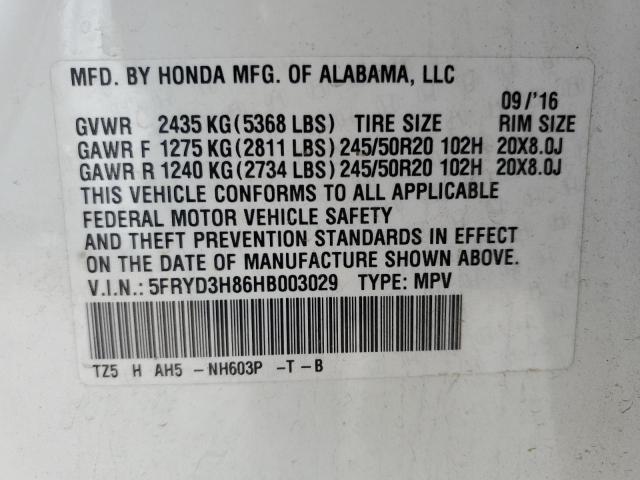 MFD. BY HONDA MFG. OF ALABAMA, LLC
09/'16
GVWR 2435 KG(5368 LBS) TIRE SIZE RIM SIZE
GAWR F 1275 KG(2811 LBS)245/50R20 102H 20X8.0J
GAWR R 1240 KG(2734 LBS)245/50R20 102H 20X8.0J
THIS VEHICLE CONFORMS TO ALL APPLICABLE
FEDERAL MOTOR VEHICLE SAFETY
AND THEFT PREVENTION STANDARDS IN EFFECT
ON THE DATE OF MANUFACTURE SHOWN ABOVE.
V.I.N.: 5FRYD3H86HB003029 TYPE: MPV
TZ5 H AH5 -NH603P -T-B